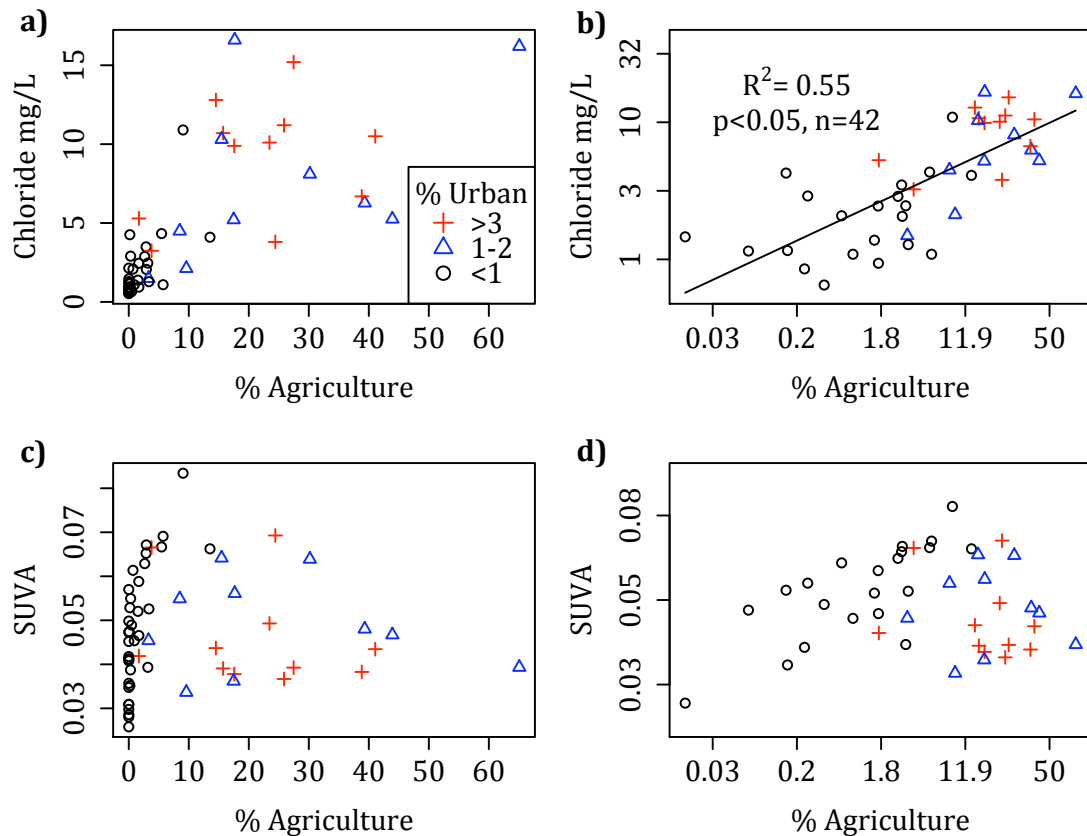 a)
Chloride mg/L
15
10
5
0
0 10 20 30 40 50 60
% Agriculture
% Urban
>3
1-2
<1
b)
Chloride mg/L
32
10
3
1
R²= 0.55
p<0.05, n=42
0.03 0.2 1.8 11.9 50
% Agriculture
c)
SUVA
0.07
0.05
0.03
0 10 20 30 40 50 60
% Agriculture
d)
SUVA
0.08
0.05
0.03
0.03 0.2 1.8 11.9 50
% Agriculture